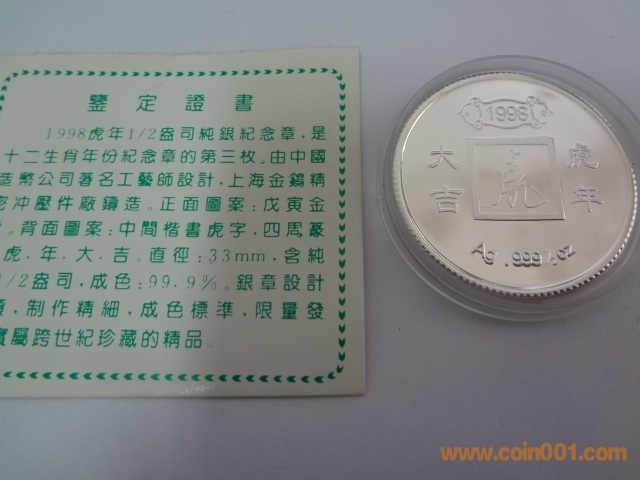 鑒定證書
1998虎年1/2盎司純銀紀念章,是
十二生肖年份紀念章的第三枚。由中國
造幣公司著名工藝師設計,上海金鷄精
密冲壓件廠鑄造。正面圖案:戊寅金
。背面圖案:中間楷書虎字,四周篆
虎.年.大.吉。直徑:33mm,含純
1/2盎司,成色:99.9%。銀章設計
,制作精細,成色標準,限量發
實屬跨世紀珍藏的精品。
1998
大吉
虎
虎年
Ag .999 1/2 oz
www.coin001.com